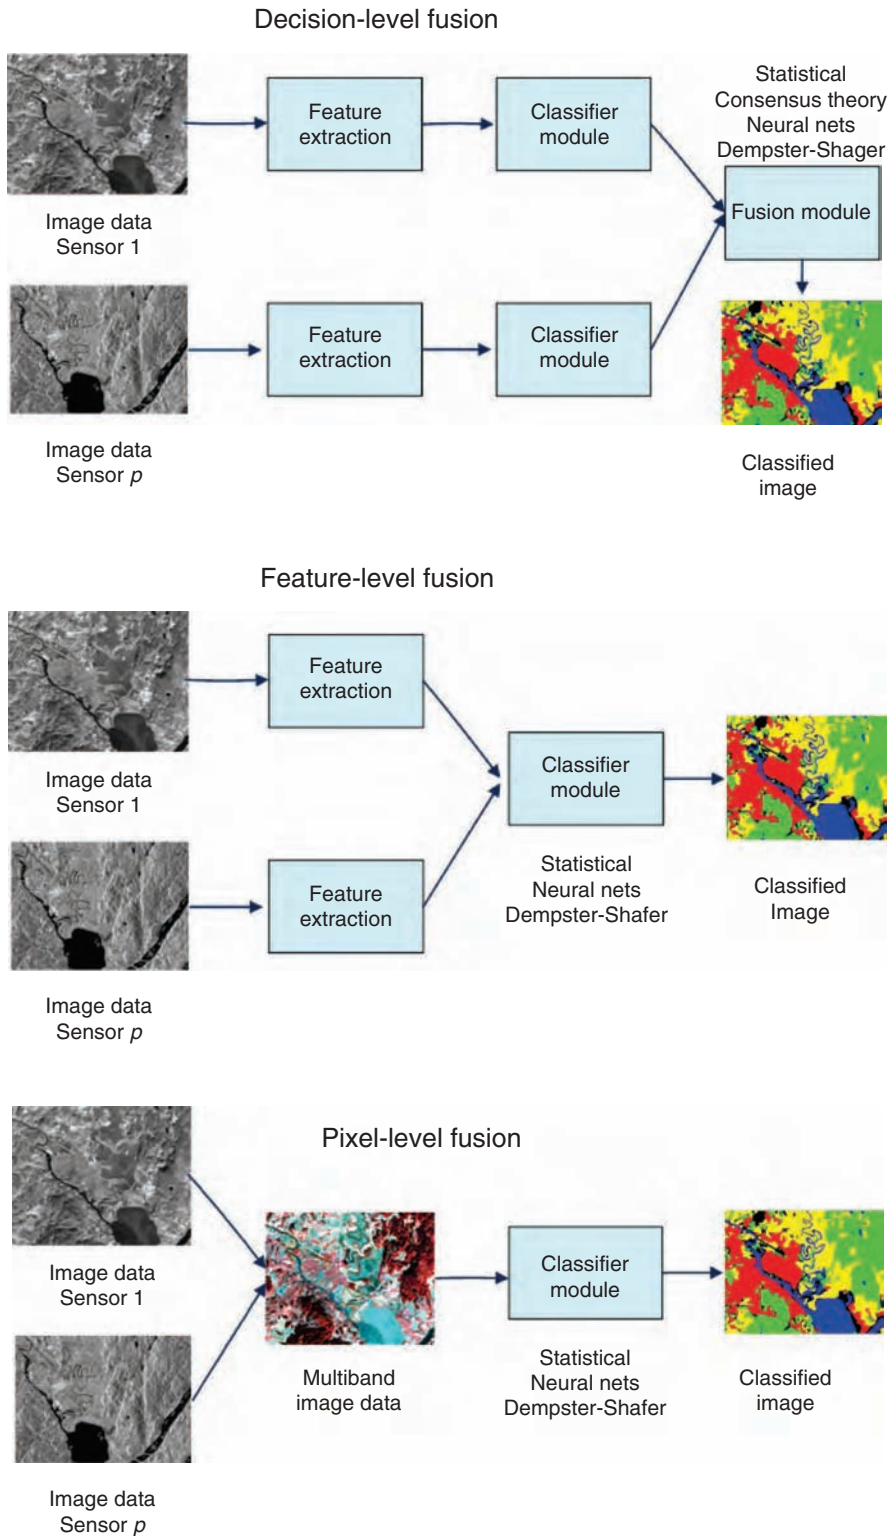 Decision-level fusion
Feature
extraction
Classifier
module
Statistical
Consensus theory
Neural nets
Dempster-Shager
Fusion module
Image data
Sensor 1
Feature
extraction
Classifier
module
Image data
Sensor p
Classified
image
Feature-level fusion
Feature
extraction
Image data
Sensor 1
Classifier
module
Statistical
Neural nets
Dempster-Shafer
Classified
Image
Feature
extraction
Image data
Sensor p
Pixel-level fusion
Image data
Sensor 1
Multiband
image data
Classifier
module
Statistical
Neural nets
Dempster-Shafer
Classified
image
Image data
Sensor p